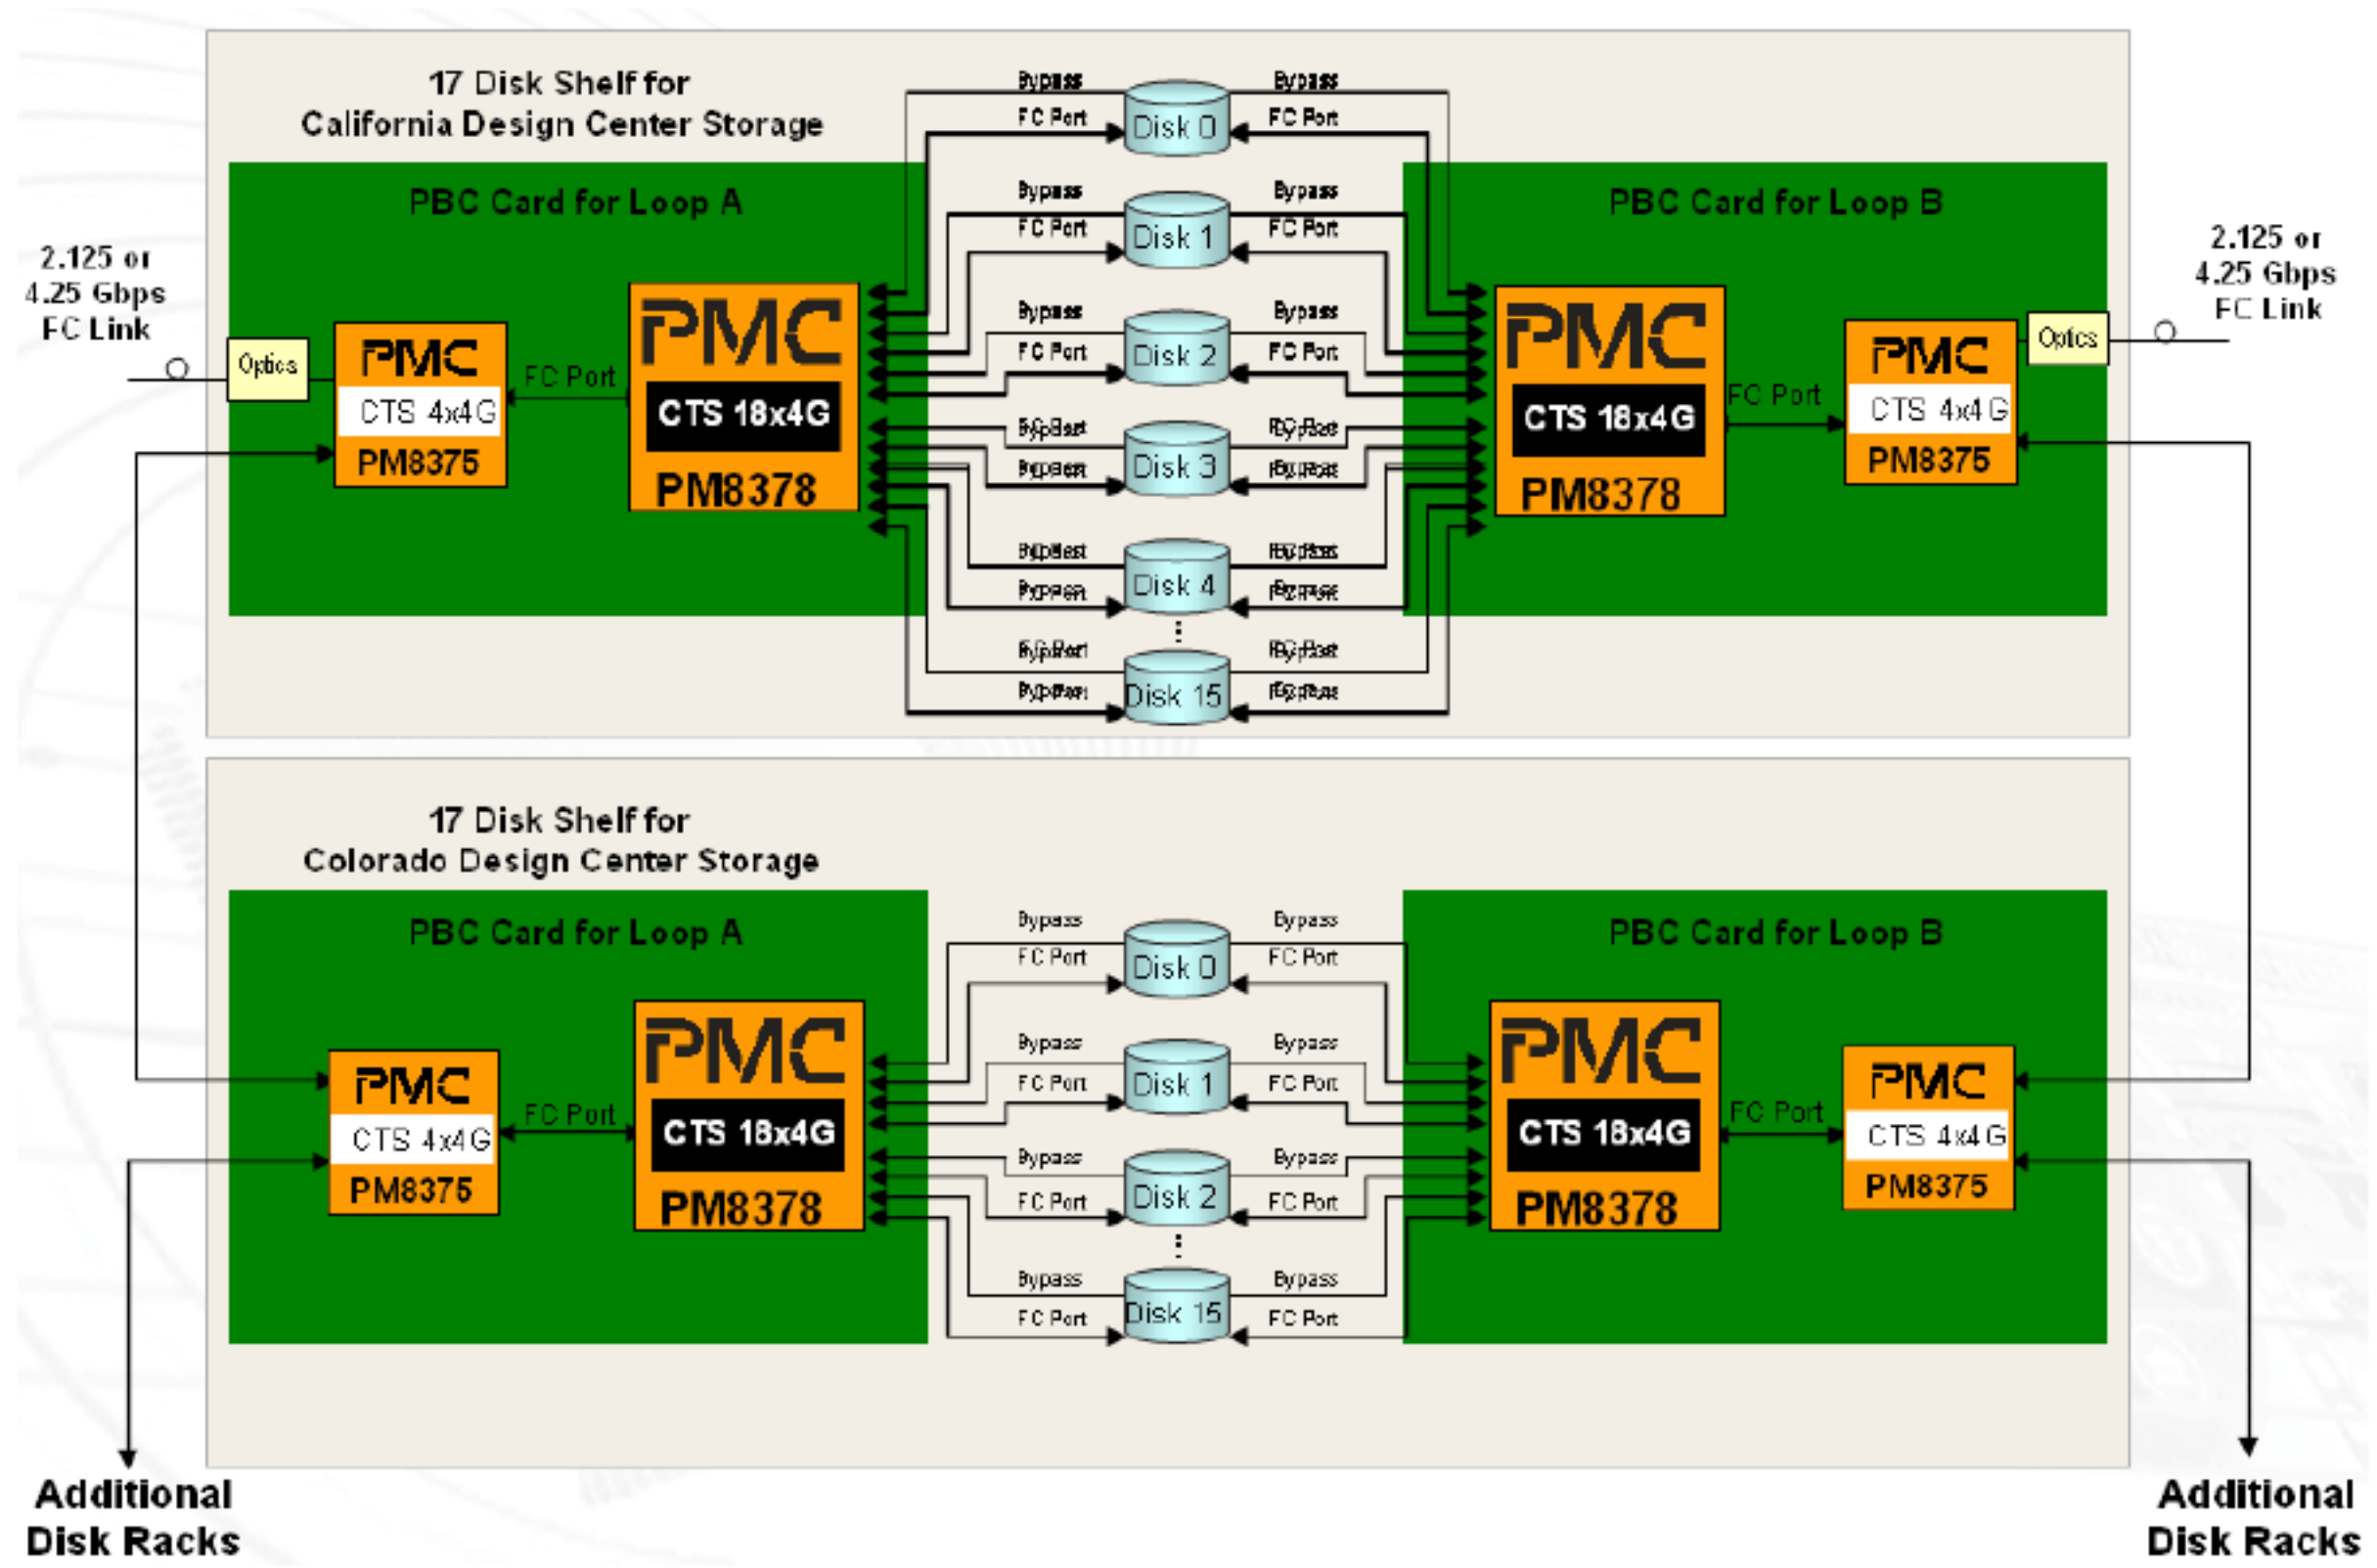 17 Disk Shelf for
California Design Center Storage
PBC Card for Loop A
PBC Card for Loop B
2.125 or
4.25 Gbps
FC Link
2.125 or
4.25 Gbps
FC Link
Optics
PMC
CTS 4x4G
PM8375
FC Port
PMC
CTS 18x4G
PM8378
Bypass
FC Port
Disk 0
Bypass
FC Port
Bypass
FC Port
Disk 1
Bypass
FC Port
Bypass
FC Port
Disk 2
Bypass
FC Port
Disk 3
Disk 4
Disk 15
PMC
CTS 18x4G
PM8378
FC Port
PMC
CTS 4x4G
PM8375
Optics
17 Disk Shelf for
Colorado Design Center Storage
PBC Card for Loop A
PBC Card for Loop B
PMC
CTS 4x4G
PM8375
FC Port
PMC
CTS 18x4G
PM8378
Bypass
FC Port
Disk 0
Bypass
FC Port
Bypass
FC Port
Disk 1
Bypass
FC Port
Bypass
FC Port
Disk 2
Bypass
FC Port
Bypass
FC Port
Disk 15
Bypass
FC Port
PMC
CTS 18x4G
PM8378
FC Port
PMC
CTS 4x4G
PM8375
Additional
Disk Racks
Additional
Disk Racks